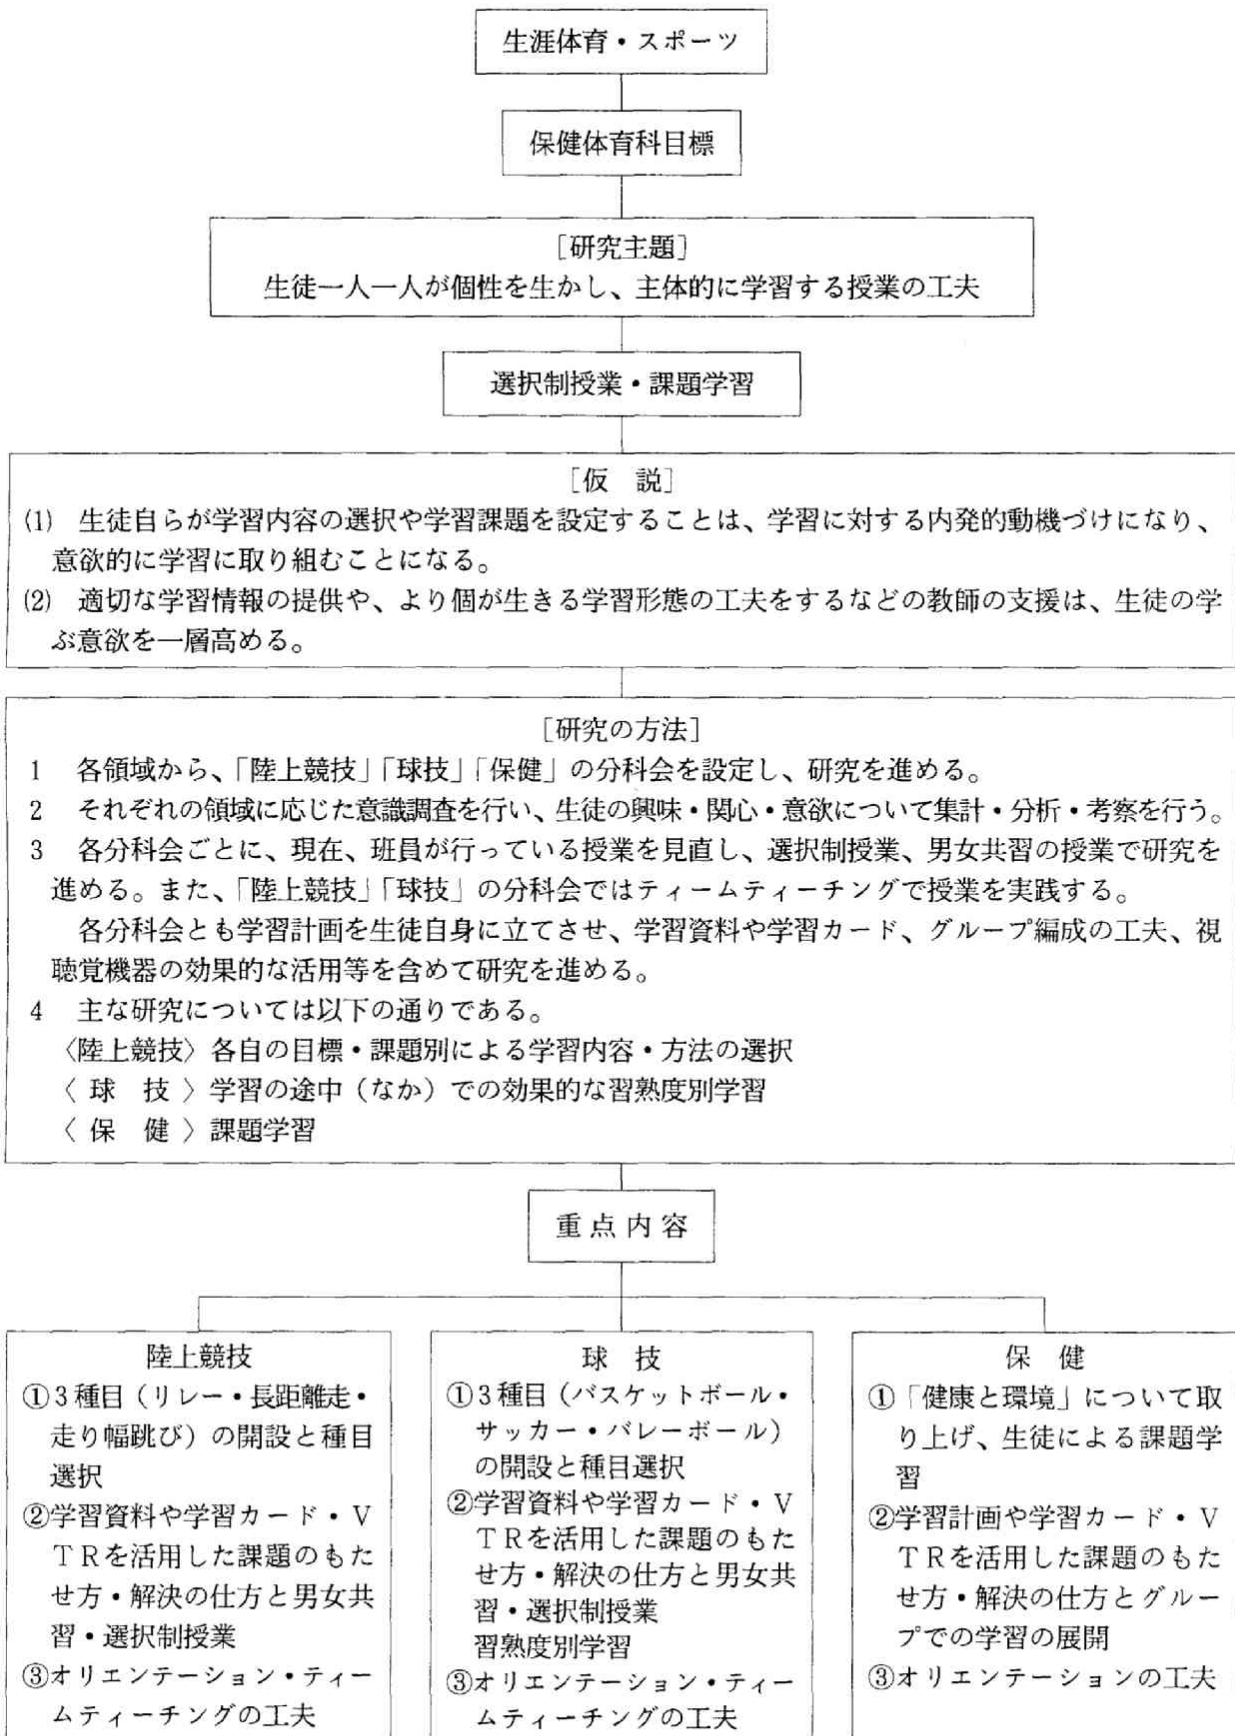 生涯体育・スポーツ
保健体育科目標
［研究主題］
生徒一人一人が個性を生かし、主体的に学習する授業の工夫
選択制授業・課題学習
［仮　説］
(1)　生徒自らが学習内容の選択や学習課題を設定することは、学習に対する内発的動機づけになり、
意欲的に学習に取り組むことになる。
(2)　適切な学習情報の提供や、より個が生きる学習形態の工夫をするなどの教師の支援は、生徒の学
ぶ意欲を一層高める。
［研究の方法］
1　各領域から、「陸上競技」「球技」「保健」の分科会を設定し、研究を進める。
2　それぞれの領域に応じた意識調査を行い、生徒の興味・関心・意欲について集計・分析・考察を行う。
3　各分科会ごとに、現在、班員が行っている授業を見直し、選択制授業、男女共習の授業で研究を
進める。また、「陸上競技」「球技」の分科会ではティームティーチングで授業を実践する。
各分科会とも学習計画を生徒自身に立てさせ、学習資料や学習カード、グループ編成の工夫、視
聴覚機器の効果的な活用等を含めて研究を進める。
4　主な研究については以下の通りである。
〈陸上競技〉各自の目標・課題別による学習内容・方法の選択
〈 球　技 〉学習の途中（なか）での効果的な習熟度別学習
〈 保　健 〉課題学習
重点内容
陸上競技
①3種目（リレー・長距離走・
走り幅跳び）の開設と種目
選択
②学習資料や学習カード・V
TRを活用した課題のもた
せ方・解決の仕方と男女共
習・選択制授業
③オリエンテーション・ティー
ムティーチングの工夫
球　技
①3種目（バスケットボール・
サッカー・バレーボール）
の開設と種目選択
②学習資料や学習カード・V
TRを活用した課題のもた
せ方・解決の仕方と男女共
習・選択制授業
習熟度別学習
③オリエンテーション・ティー
ムティーチングの工夫
保　健
①「健康と環境」について取
り上げ、生徒による課題学
習
②学習計画や学習カード・V
TRを活用した課題のもた
せ方・解決の仕方とグルー
プでの学習の展開
③オリエンテーションの工夫